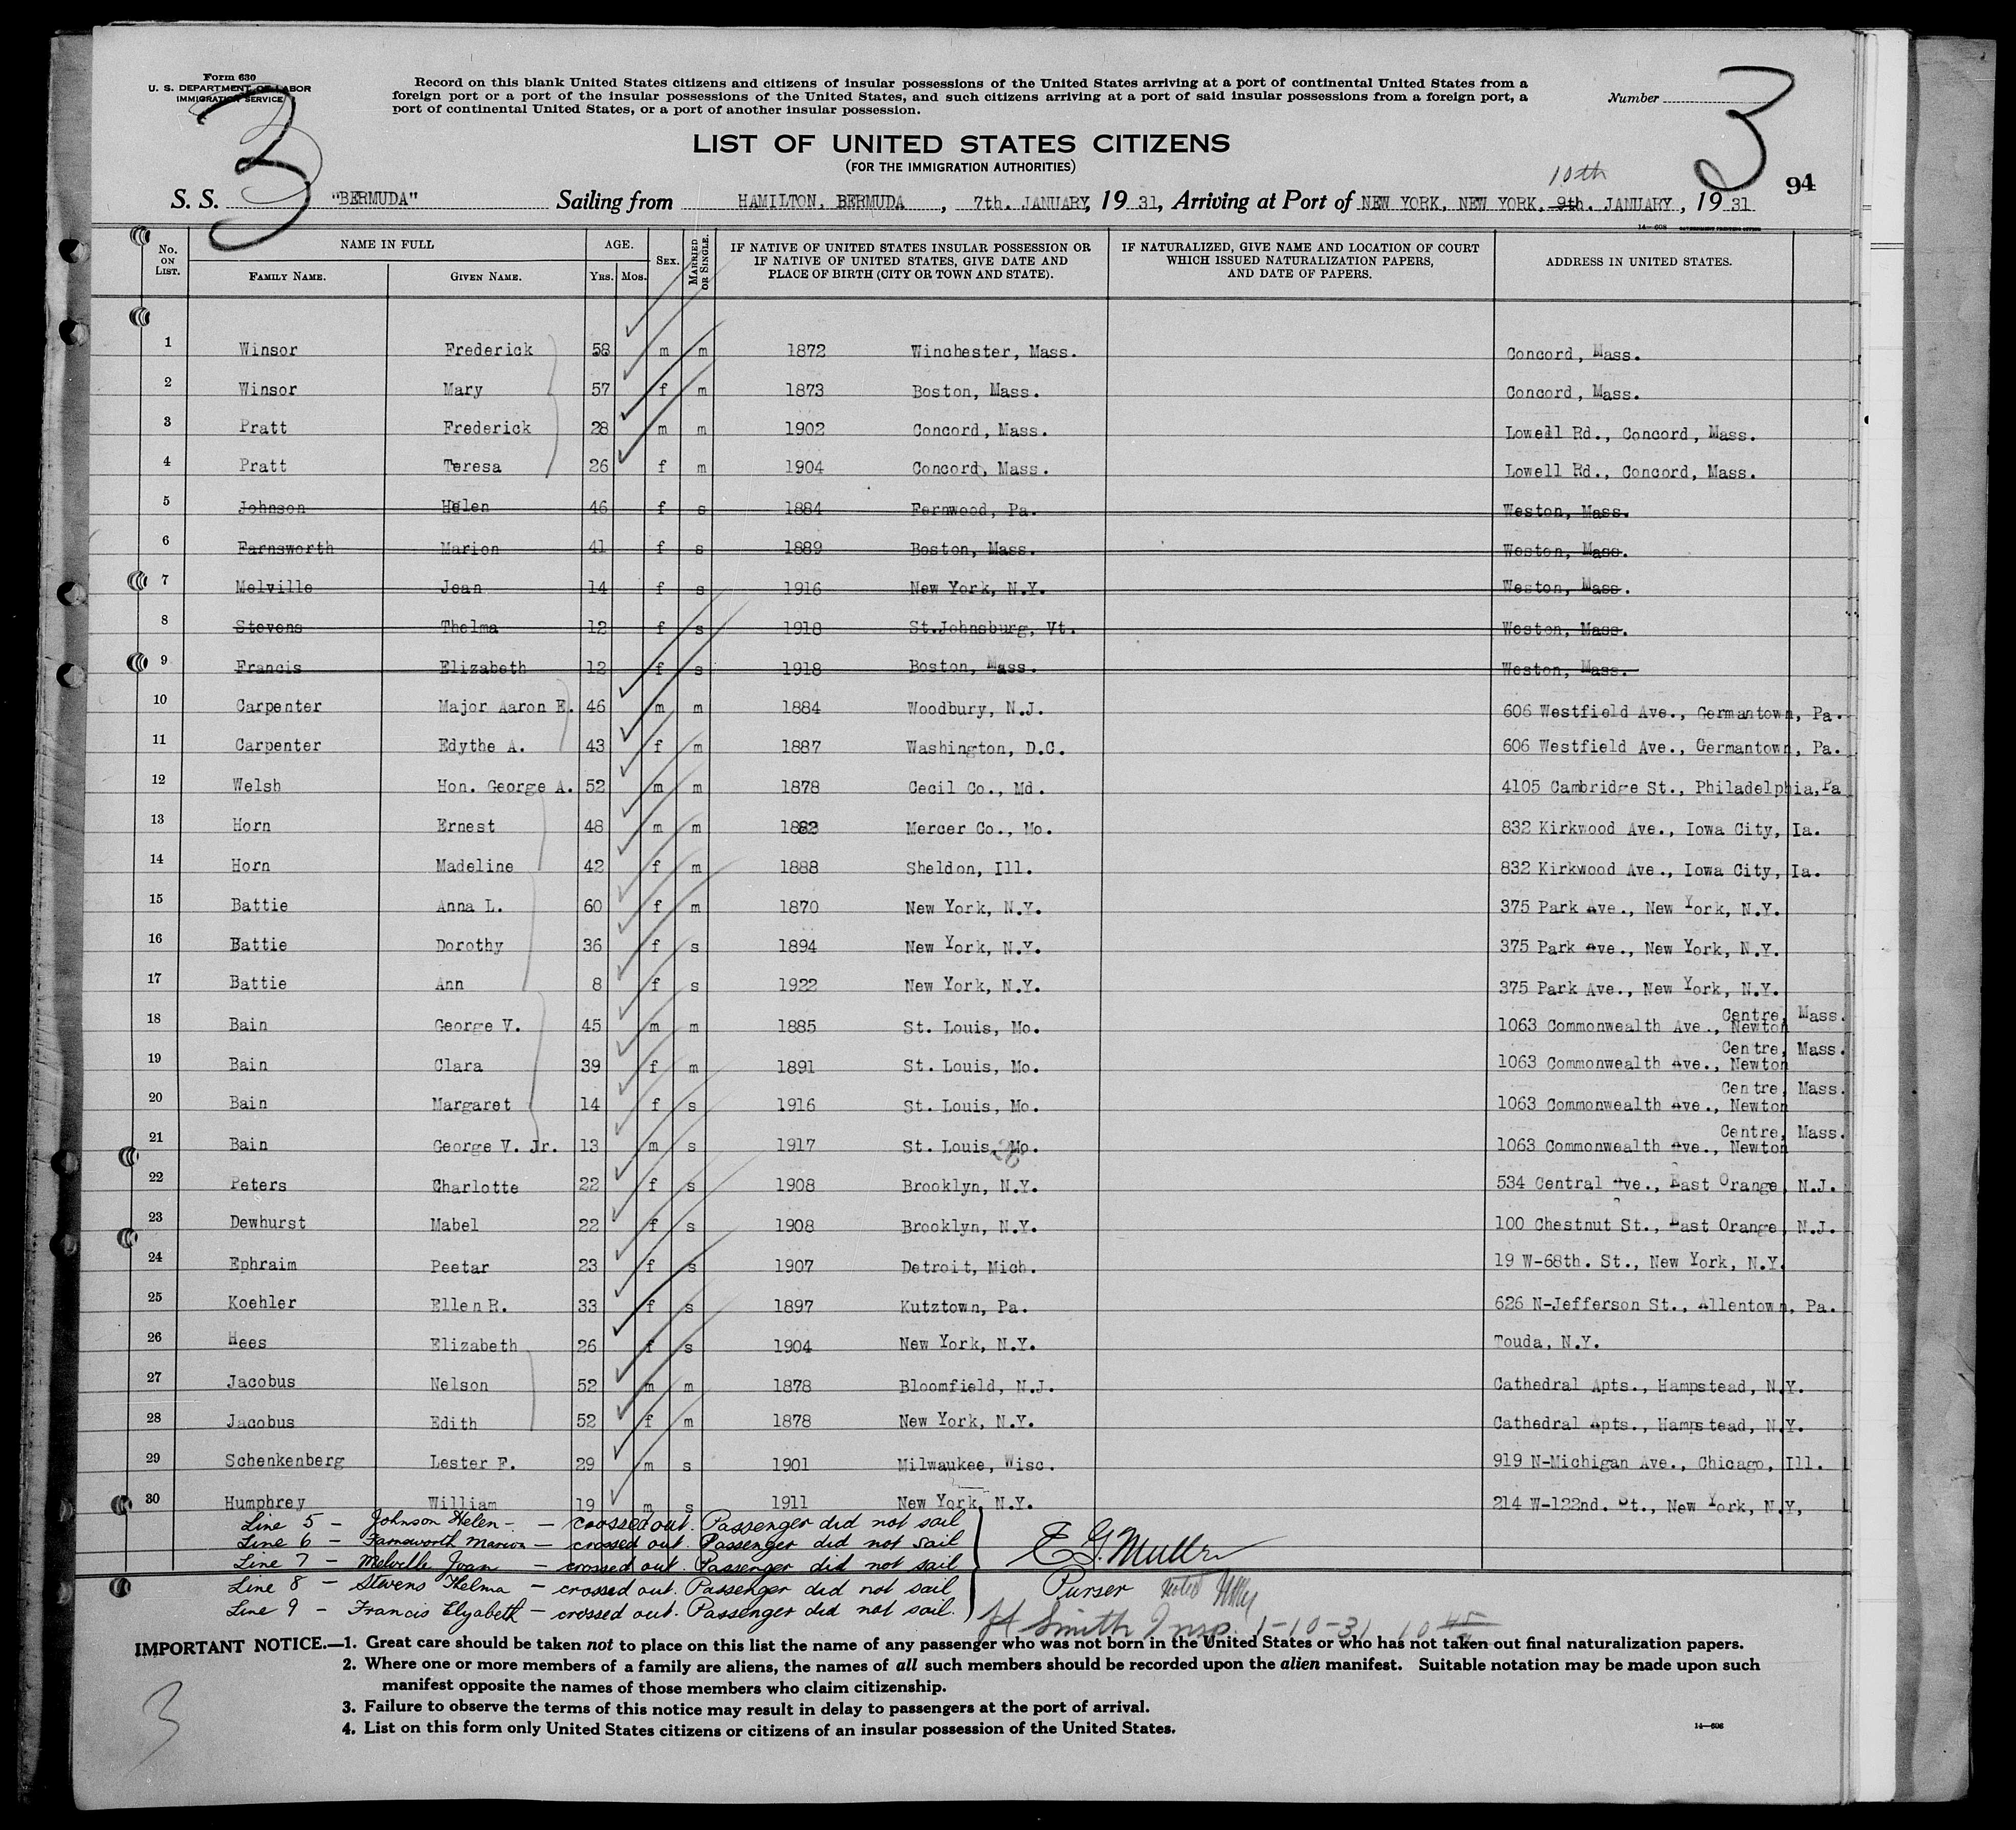 Form 630
U. S. DEPARTMENT OF LABOR
IMMIGRATION SERVICE
Record on this blank United States citizens and citizens of insular possessions of the United States arriving at a port of continental United States from a
foreign port or a port of the insular possessions of the United States, and such citizens arriving at a port of said insular possessions from a foreign port, a
port of continental United States, or a port of another insular possession.
Number 3
3
LIST OF UNITED STATES CITIZENS
(FOR THE IMMIGRATION AUTHORITIES)
10th
94
S. S. "BERMUDA" Sailing from HAMILTON, BERMUDA, 7th. JANUARY, 1931, Arriving at Port of NEW YORK, NEW YORK, 9th. JANUARY, 1931
14—608 GOVERNMENT PRINTING OFFICE
No. ON LIST. NAME IN FULL FAMILY NAME. GIVEN NAME. AGE. YRS. MOS. SEX. MARRIED OR SINGLE. IF NATIVE OF UNITED STATES INSULAR POSSESSION OR IF NATIVE OF UNITED STATES, GIVE DATE AND PLACE OF BIRTH (CITY OR TOWN AND STATE). IF NATURALIZED, GIVE NAME AND LOCATION OF COURT WHICH ISSUED NATURALIZATION PAPERS, AND DATE OF PAPERS. ADDRESS IN UNITED STATES.
1 Winsor Frederick 58 m m 1872 Winchester, Mass. Concord, Mass.
2 Winsor Mary 57 f m 1873 Boston, Mass. Concord, Mass.
3 Pratt Frederick 28 m m 1902 Concord, Mass. Lowell Rd., Concord, Mass.
4 Pratt Teresa 26 f m 1904 Concord, Mass. Lowell Rd., Concord, Mass.
5 Johnson Helen 46 f s 1884 Fernwood, Pa. Weston, Mass.
6 Farnsworth Marion 41 f s 1889 Boston, Mass. Weston, Mass.
7 Melville Jean 14 f s 1916 New York, N.Y. Weston, Mass.
8 Stevens Thelma 12 f s 1918 St.Johnsburg, Vt. Weston, Mass.
9 Francis Elizabeth 12 f s 1918 Boston, Mass. Weston, Mass.
10 Carpenter Major Aaron E. 46 m m 1884 Woodbury, N.J. 606 Westfield Ave., Germantown, Pa.
11 Carpenter Edythe A. 43 f m 1887 Washington, D.C. 606 Westfield Ave., Germantown, Pa.
12 Welsh Hon. George A. 52 m m 1878 Cecil Co., Md. 4105 Cambridge St., Philadelphia,Pa
13 Horn Ernest 48 m m 1882 Mercer Co., Mo. 832 Kirkwood Ave., Iowa City, Ia.
14 Horn Madeline 42 f m 1888 Sheldon, Ill. 832 Kirkwood Ave., Iowa City, Ia.
15 Battie Anna L. 60 f m 1870 New York, N.Y. 375 Park Ave., New York, N.Y.
16 Battie Dorothy 36 f s 1894 New York, N.Y. 375 Park Ave., New York, N.Y.
17 Battie Ann 8 f s 1922 New York, N.Y. 375 Park Ave., New York, N.Y.
18 Bain George V. 45 m m 1885 St. Louis, Mo. 1063 Commonwealth Ave., Newton Centre, Mass.
19 Bain Clara 39 f m 1891 St. Louis, Mo. 1063 Commonwealth Ave., Newton Centre, Mass.
20 Bain Margaret 14 f s 1916 St. Louis, Mo. 1063 Commonwealth Ave., Newton Centre, Mass.
21 Bain George V. Jr. 13 m s 1917 St. Louis, Mo. 1063 Commonwealth Ave., Newton Centre, Mass.
22 Peters Charlotte 22 f s 1908 Brooklyn, N.Y. 534 Central Ave., East Orange, N.J.
23 Dewhurst Mabel 22 f s 1908 Brooklyn, N.Y. 100 Chestnut St., East Orange, N.J.
24 Ephraim Peetar 23 f s 1907 Detroit, Mich. 19 W-68th. St., New York, N.Y.
25 Koehler Ellen R. 33 f s 1897 Kutztown, Pa. 626 N-Jefferson St., Allentown, Pa.
26 Hees Elizabeth 26 f s 1904 New York, N.Y. Touda, N.Y.
27 Jacobus Nelson 52 m m 1878 Bloomfield, N.J. Cathedral Apts., Hampstead, N.Y.
28 Jacobus Edith 52 f m 1878 New York, N.Y. Cathedral Apts., Hampstead, N.Y.
29 Schenkenberg Lester F. 29 m s 1901 Milwaukee, Wisc. 919 N-Michigan Ave., Chicago, Ill.
30 Humphrey William 19 m s 1911 New York, N.Y. 214 W-122nd. St., New York, N.Y,
Line 5 - Johnson Helen - - crossed out. Passenger did not sail
Line 6 - Farnsworth Marion - crossed out. Passenger did not sail
Line 7 - Melville Jean - crossed out. Passenger did not sail
Line 8 - Stevens Thelma - crossed out. Passenger did not sail
Line 9 - Francis Elyabeth - crossed out. Passenger did not sail.
E G. Muller
Purser
Smith Insp. 1-10-31 10 45
IMPORTANT NOTICE.—1. Great care should be taken not to place on this list the name of any passenger who was not born in the United States or who has not taken out final naturalization papers.
2. Where one or more members of a family are aliens, the names of all such members should be recorded upon the alien manifest. Suitable notation may be made upon such
manifest opposite the names of those members who claim citizenship.
3. Failure to observe the terms of this notice may result in delay to passengers at the port of arrival.
4. List on this form only United States citizens or citizens of an insular possession of the United States.
14—608
3